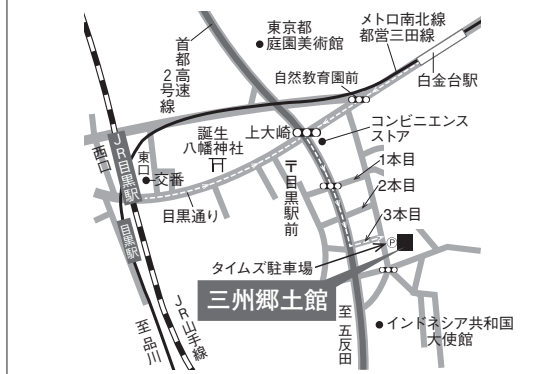 東京都
庭園美術館
メトロ南北線
都営三田線
首都高速
2号線
自然教育園前
白金台駅
コンビニエンス
ストア
誕生
八幡神社
上大崎
〒目黒駅前
1本目
2本目
3本目
JR目黒駅
西口
東口
交番
目黒通り
目黒駅
タイムズ駐車場
P
三州郷土館
JR山手線
至品川
至五反田
インドネシア共和国
大使館